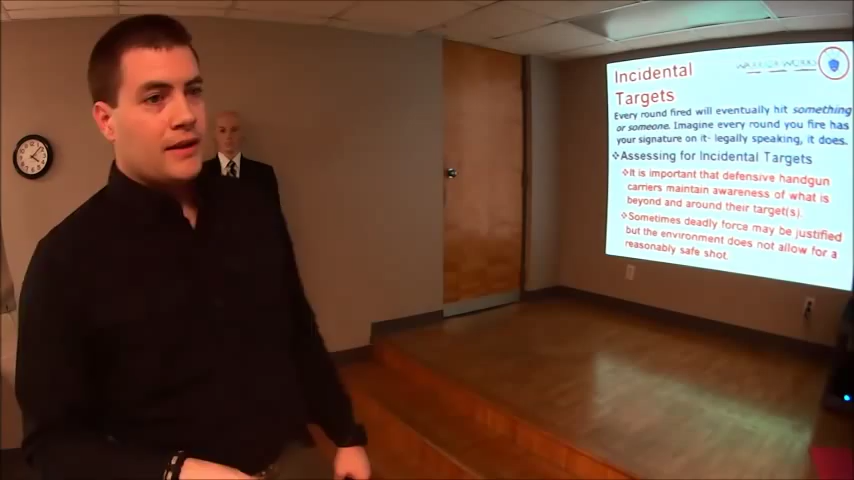 Incidental
Targets
WARRIOR WORKS
Every round fired will eventually hit something
or someone. Imagine every round you fire has
your signature on it- legally speaking, it does.
❖Assessing for Incidental Targets
❖It is important that defensive handgun
carriers maintain awareness of what is
beyond and around their target(s).
❖Sometimes deadly force may be justified
but the environment does not allow for a
reasonably safe shot.